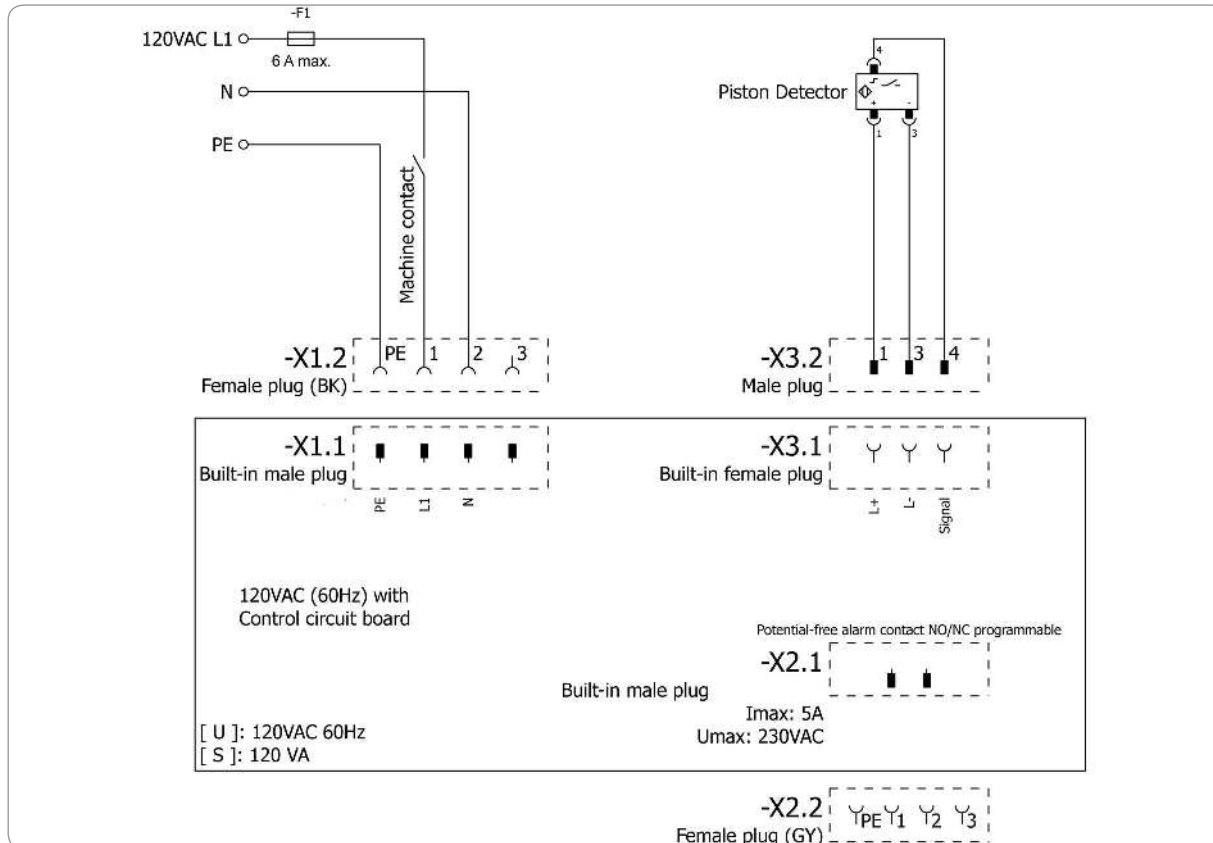 -F1
120VAC L1
6 A max.
N
PE
Machine contact
-X1.2
PE 1 2 3
Female plug (BK)
4
Piston Detector
+ -
1 3
-X3.2
1 3 4
Male plug
-X1.1
Built-in male plug
PE L1 N
-X3.1
Built-in female plug
L+ L- Signal
120VAC (60Hz) with
Control circuit board
Potential-free alarm contact NO/NC programmable
-X2.1
Built-in male plug
Imax: 5A
Umax: 230VAC
[ U ]: 120VAC 60Hz
[ S ]: 120 VA
-X2.2
PE 1 2 3
Female plug (GY)